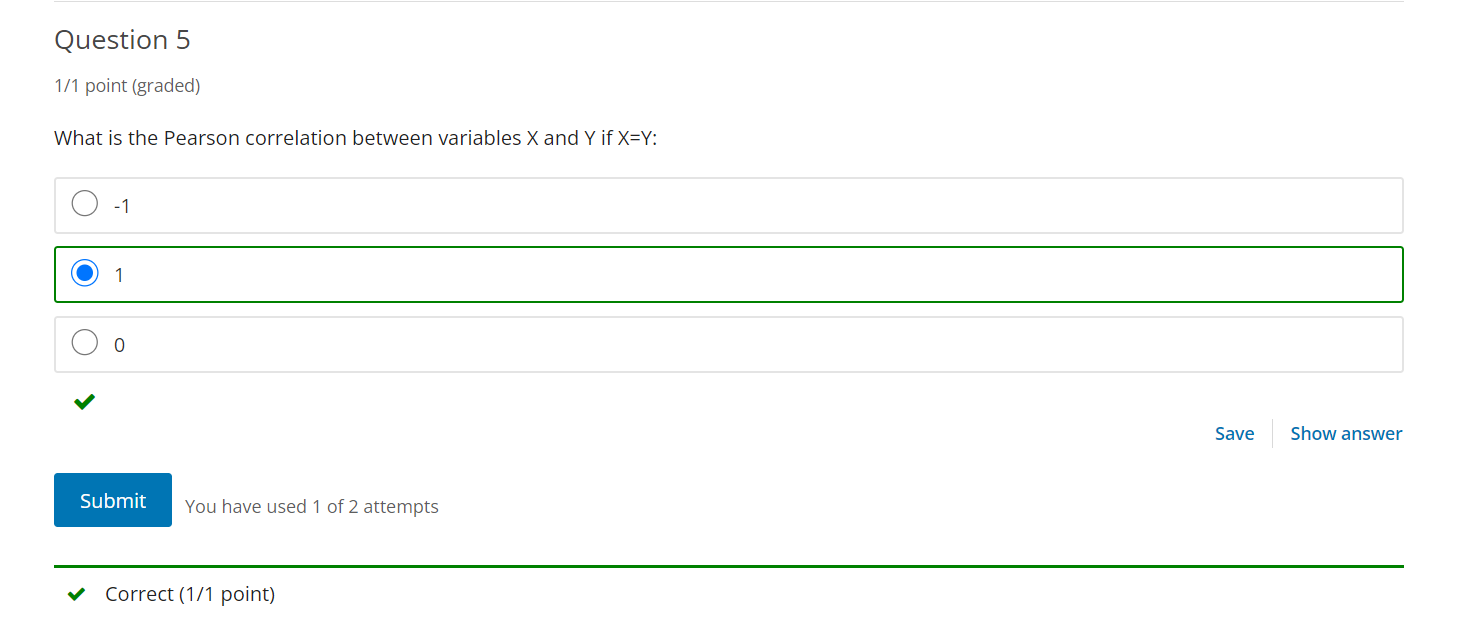 Question 5
1/1 point (graded)
What is the Pearson correlation between variables X and Y if X=Y:
-1
1
0
Save
Show answer
Submit
You have used 1 of 2 attempts
Correct (1/1 point)